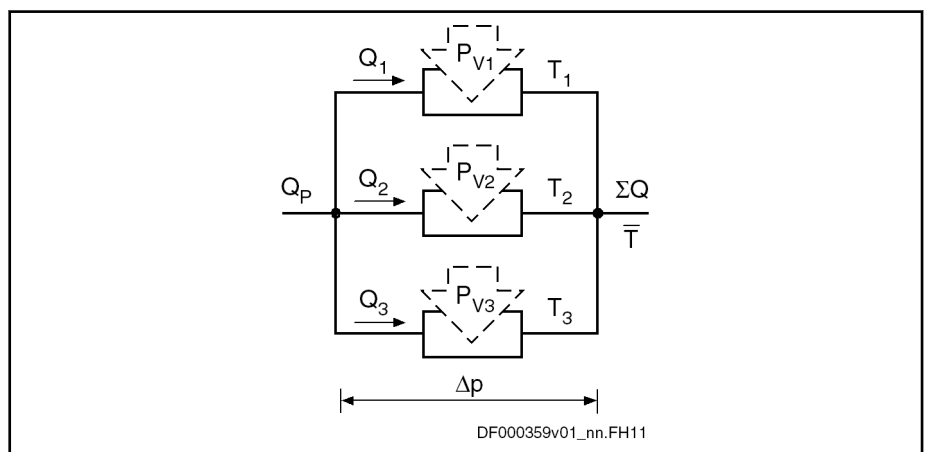 Q1 PV1 T1
QP Q2 PV2 T2 ΣQ
T̿
Q3 PV3 T3
Δp
DF000359v01_nn.FH11